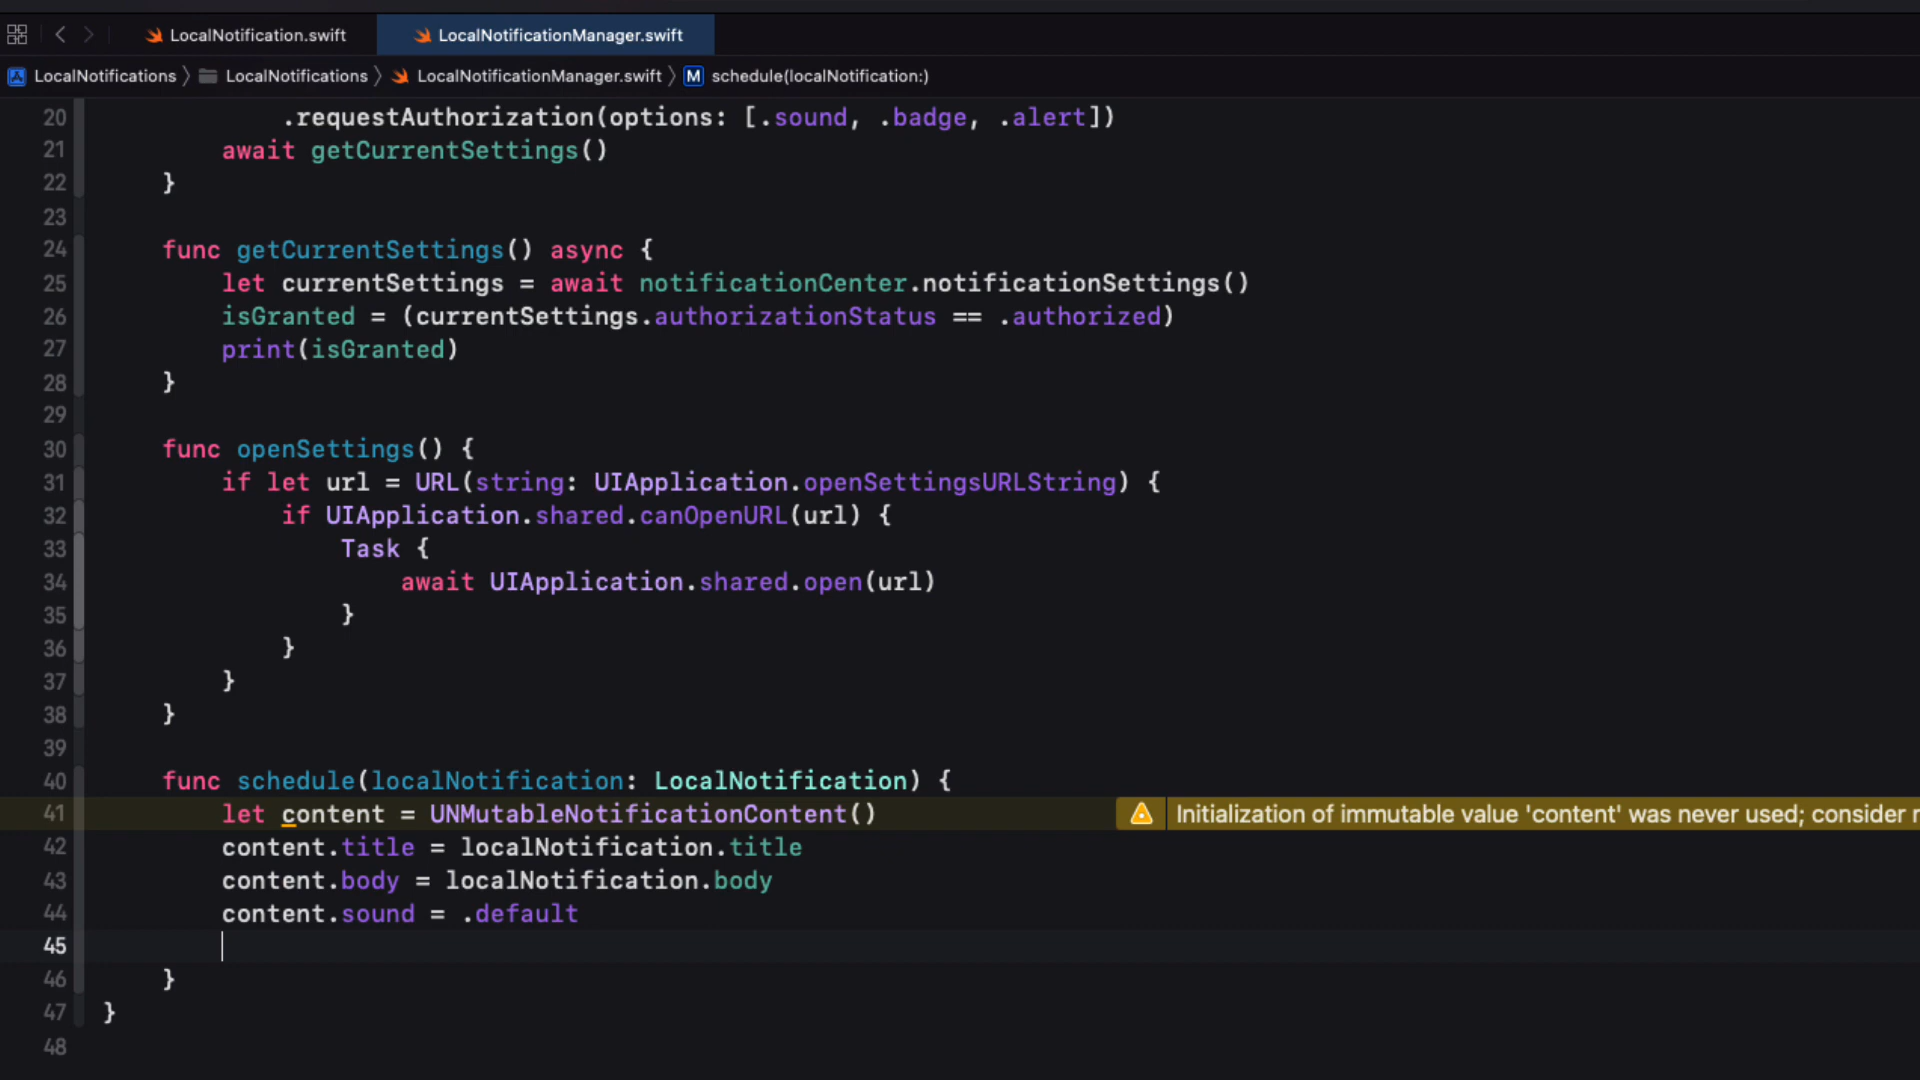 LocalNotification.swift LocalNotificationManager.swift
LocalNotifications LocalNotifications LocalNotificationManager.swift M schedule(localNotification:)
20 .requestAuthorization(options: [.sound, .badge, .alert])
21 await getCurrentSettings()
22 }
23
24 func getCurrentSettings() async {
25 let currentSettings = await notificationCenter.notificationSettings()
26 isGranted = (currentSettings.authorizationStatus == .authorized)
27 print(isGranted)
28 }
29
30 func openSettings() {
31 if let url = URL(string: UIApplication.openSettingsURLString) {
32 if UIApplication.shared.canOpenURL(url) {
33 Task {
34 await UIApplication.shared.open(url)
35 }
36 }
37 }
38 }
39
40 func schedule(localNotification: LocalNotification) {
41 let content = UNMutableNotificationContent() Initialization of immutable value 'content' was never used; consider r
42 content.title = localNotification.title
43 content.body = localNotification.body
44 content.sound = .default
45
46 }
47 }
48